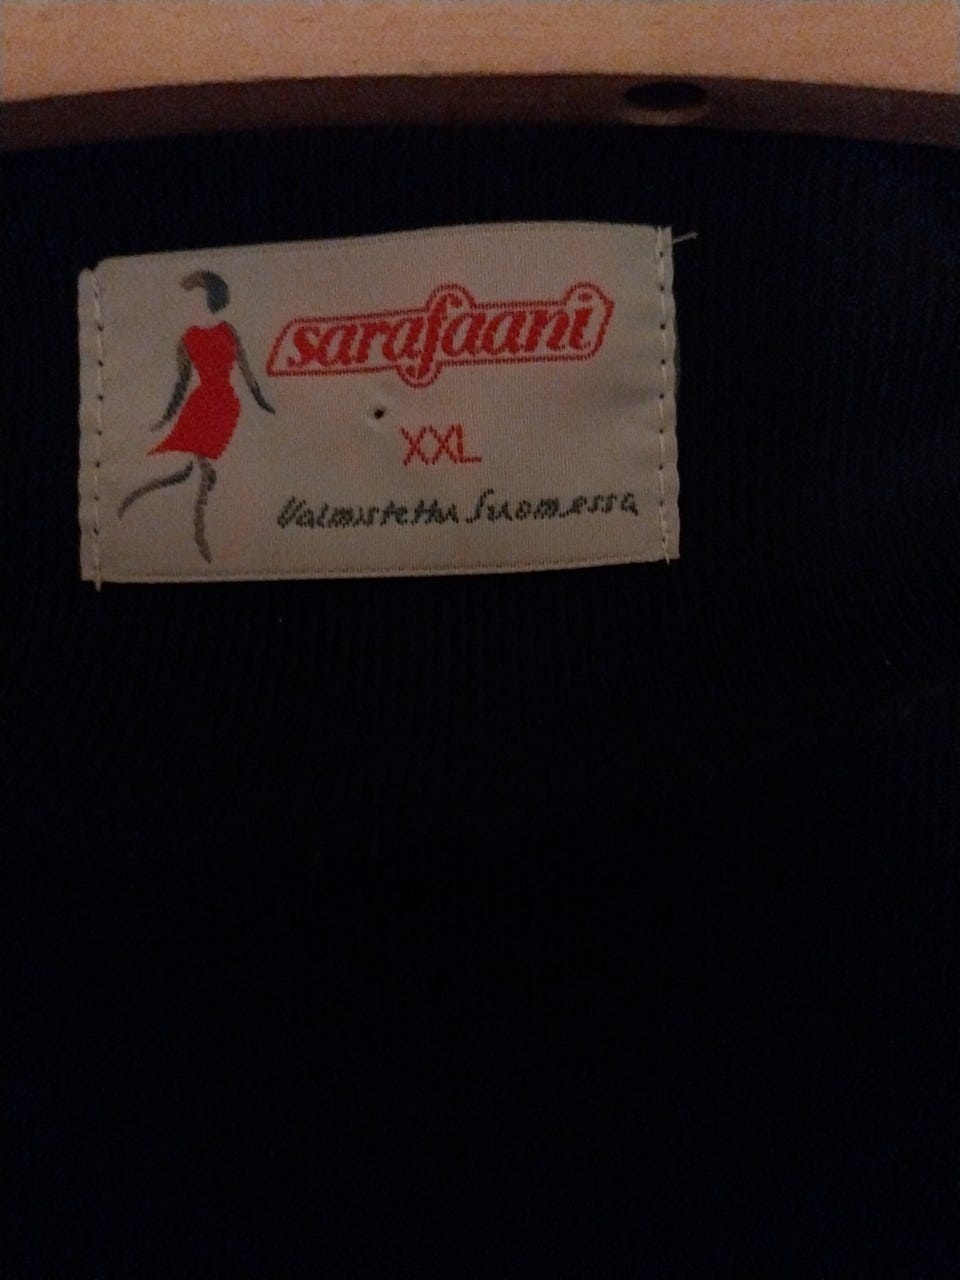 sarafaani
XXL
Valmistettu Suomessa